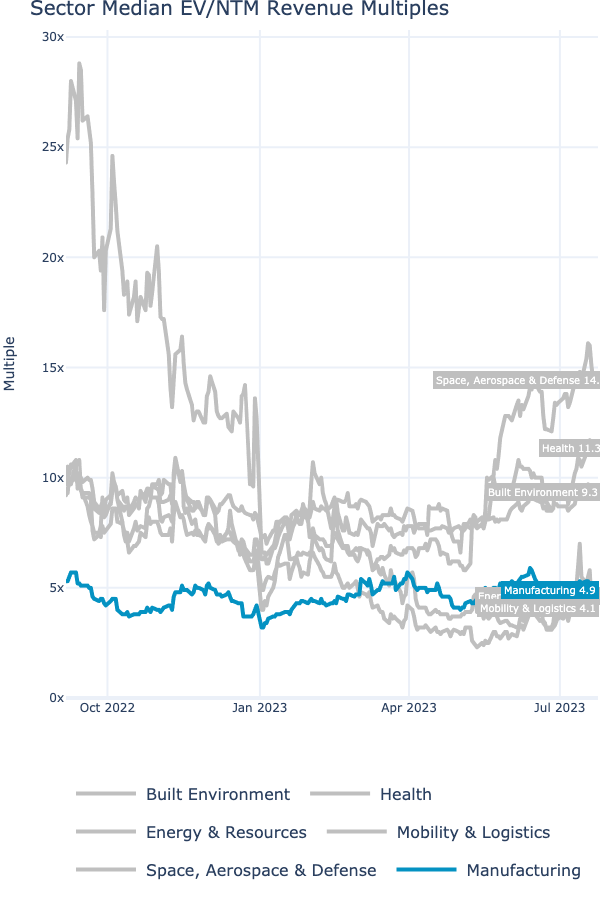 Sector Median EV/NTM Revenue Multiples
30x
25x
20x
15x
10x
5x
0x
Multiple
Space, Aerospace & Defense 14.
Health 11.3
Built Environment 9.3
Manufacturing 4.9
Mobility & Logistics 4.1
Oct 2022
Jan 2023
Apr 2023
Jul 2023
Built Environment
Health
Energy & Resources
Mobility & Logistics
Space, Aerospace & Defense
Manufacturing